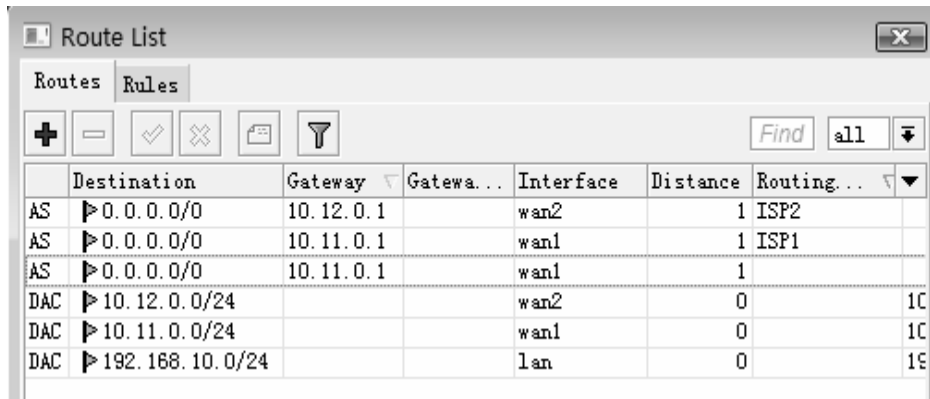 Route List
Routes Rules
Find all
Destination Gateway Gatewa... Interface Distance Routing...
AS 0.0.0.0/0 10.12.0.1 wan2 1 ISP2
AS 0.0.0.0/0 10.11.0.1 wan1 1 ISP1
AS 0.0.0.0/0 10.11.0.1 wan1 1
DAC 10.12.0.0/24 wan2 0 10
DAC 10.11.0.0/24 wan1 0 10
DAC 192.168.10.0/24 lan 0 19